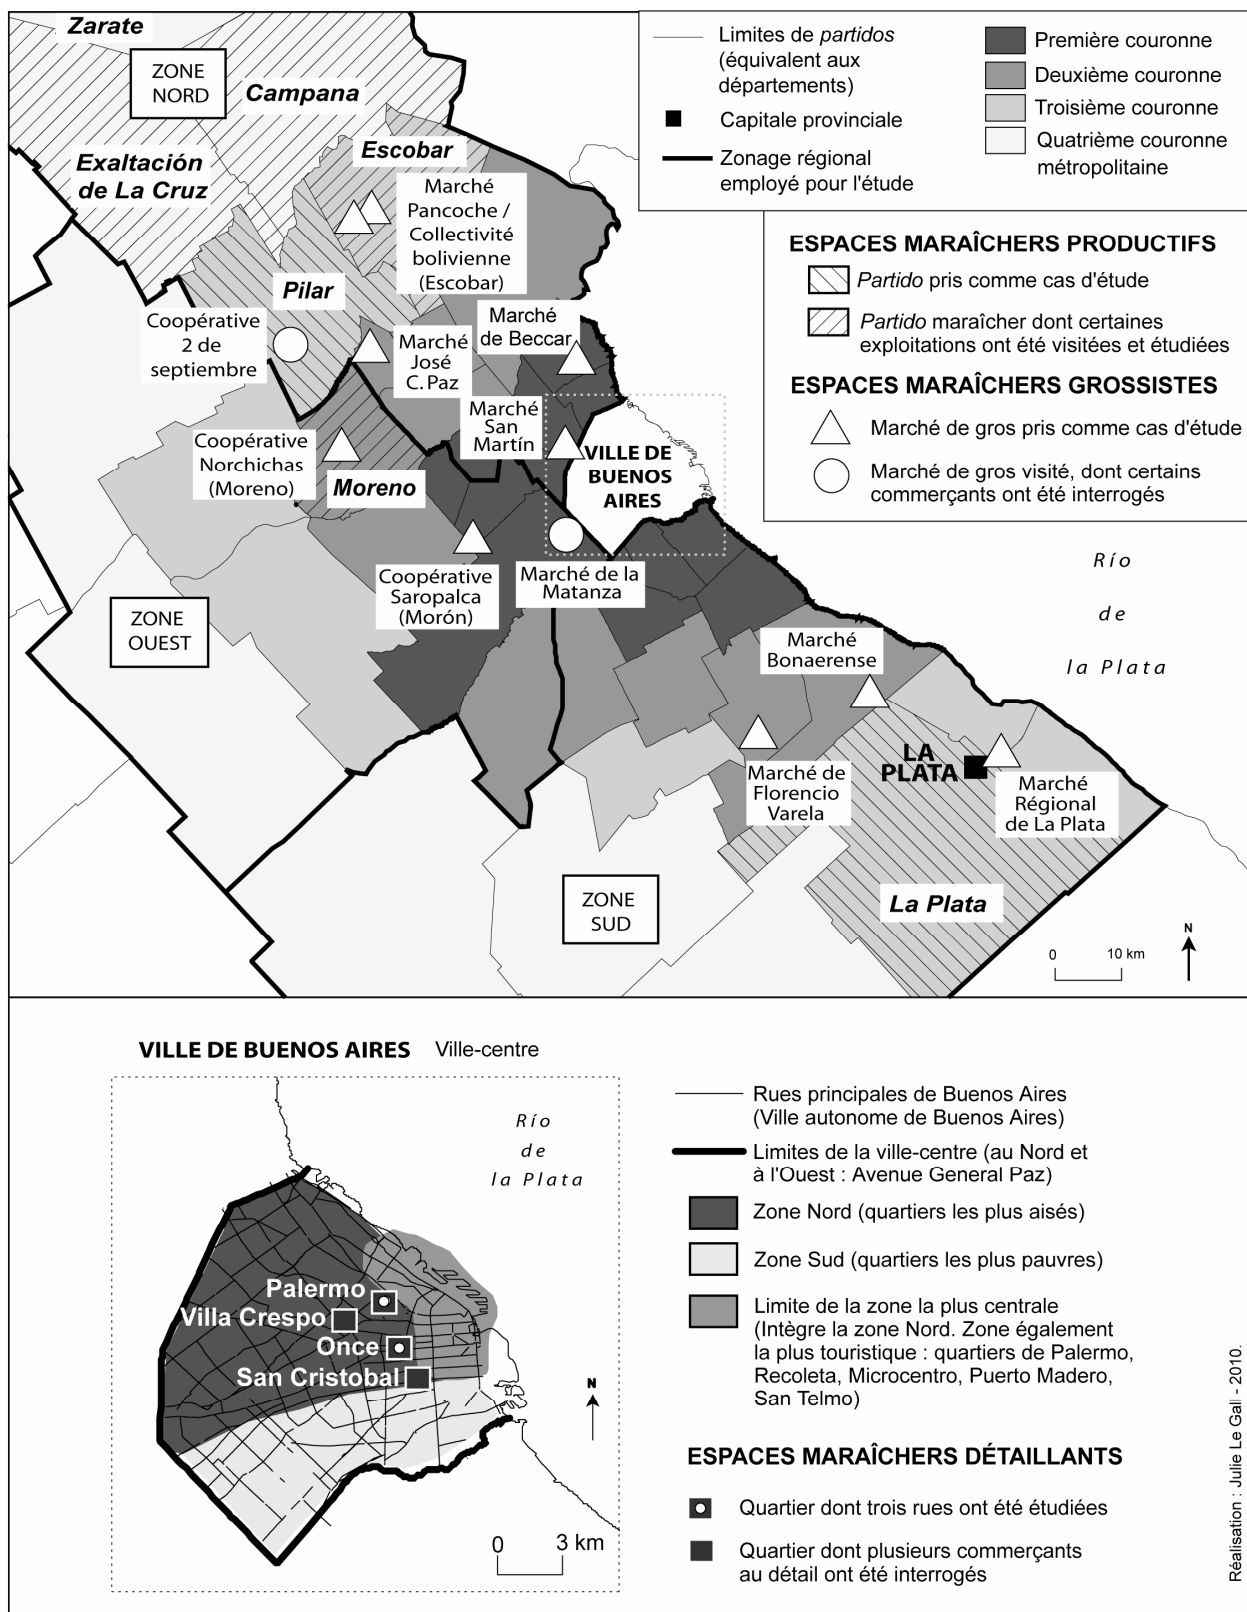 Zarate
ZONE
NORD
Campana
Exaltación
de La Cruz
Escobar
Marché
Pancoche /
Collectivité
bolivienne
(Escobar)
Pilar
Coopérative
2 de
septembre
Marché
José
C. Paz
Marché
de Beccar
Marché
San
Martín
Coopérative
Norchichas
(Moreno)
Moreno
VILLE DE
BUENOS
AIRES
Coopérative
Saropalca
(Morón)
Marché de la
Matanza
ZONE
OUEST
Marché
Bonaerense
Marché de
Florencio
Varela
LA
PLATA
Marché
Régional
de La Plata
La Plata
ZONE
SUD
Río
de
la Plata
0 10 km
N
Limites de partidos
(équivalent aux
départements)
Capitale provinciale
Zonage régional
employé pour l'étude
Première couronne
Deuxième couronne
Troisième couronne
Quatrième couronne
métropolitaine
ESPACES MARAÎCHERS PRODUCTIFS
Partido pris comme cas d'étude
Partido maraîcher dont certaines
exploitations ont été visitées et étudiées
ESPACES MARAÎCHERS GROSSISTES
Marché de gros pris comme cas d'étude
Marché de gros visité, dont certains
commerçants ont été interrogés
VILLE DE BUENOS AIRES Ville-centre
Río
de
la Plata
Palermo
Villa Crespo
Once
San Cristobal
N
0 3 km
Rues principales de Buenos Aires
(Ville autonome de Buenos Aires)
Limites de la ville-centre (au Nord et
à l'Ouest : Avenue General Paz)
Zone Nord (quartiers les plus aisés)
Zone Sud (quartiers les plus pauvres)
Limite de la zone la plus centrale
(Intègre la zone Nord. Zone également
la plus touristique : quartiers de Palermo,
Recoleta, Microcentro, Puerto Madero,
San Telmo)
ESPACES MARAÎCHERS DÉTAILLANTS
Quartier dont trois rues ont été étudiées
Quartier dont plusieurs commerçants
au détail ont été interrogés
Réalisation : Julie Le Gall - 2010.